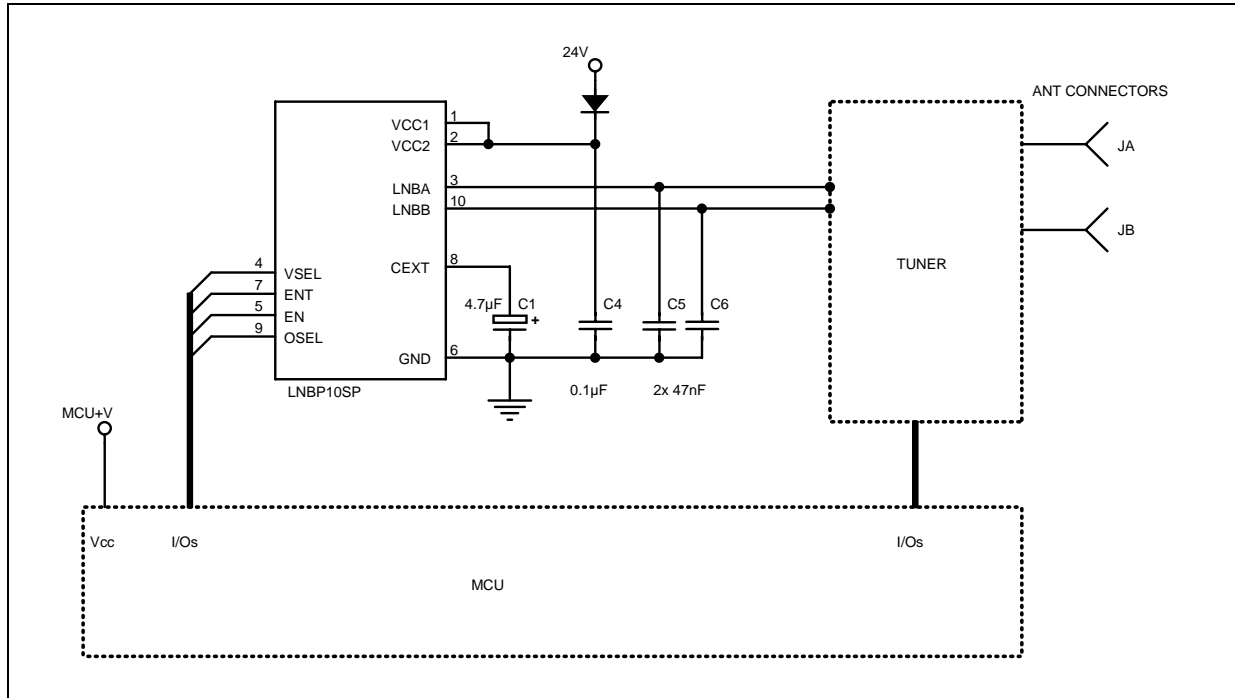 24V
ANT CONNECTORS
VCC1 1
VCC2 2
JA
LNBA 3
LNBB 10
JB
TUNER
4 VSEL
CEXT 8
7 ENT
4.7µF C1
+
C4
C5
C6
5 EN
9 OSEL
GND 6
LNBP10SP
0.1µF
2x 47nF
MCU+V
Vcc
I/Os
I/Os
MCU